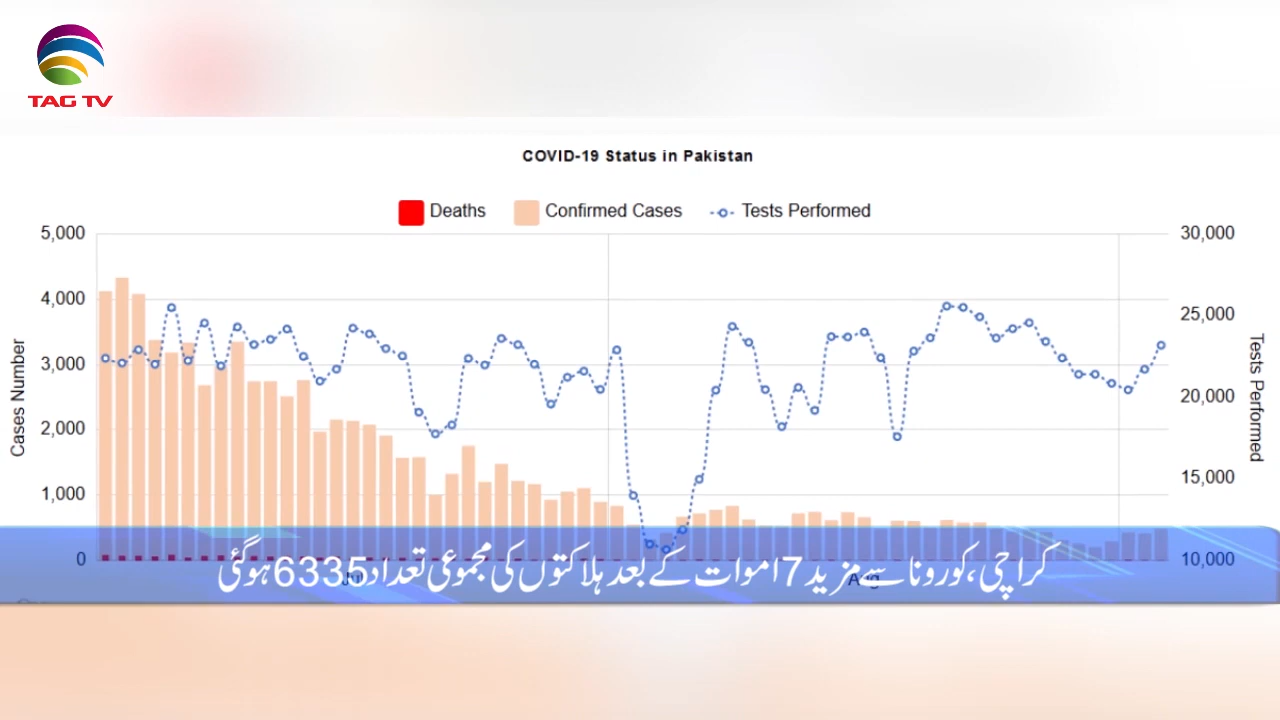 TAG TV
COVID-19 Status in Pakistan
Deaths Confirmed Cases Tests Performed
5,000 30,000
4,000 25,000
3,000
20,000
2,000
15,000
1,000
0 10,000
Cases Number
Tests Performed
Jul Aug
کراچی، کورونا سے مزید 7 اموات کے بعد ہلاکتوں کی مجموعی تعداد 6335 ہوگئی